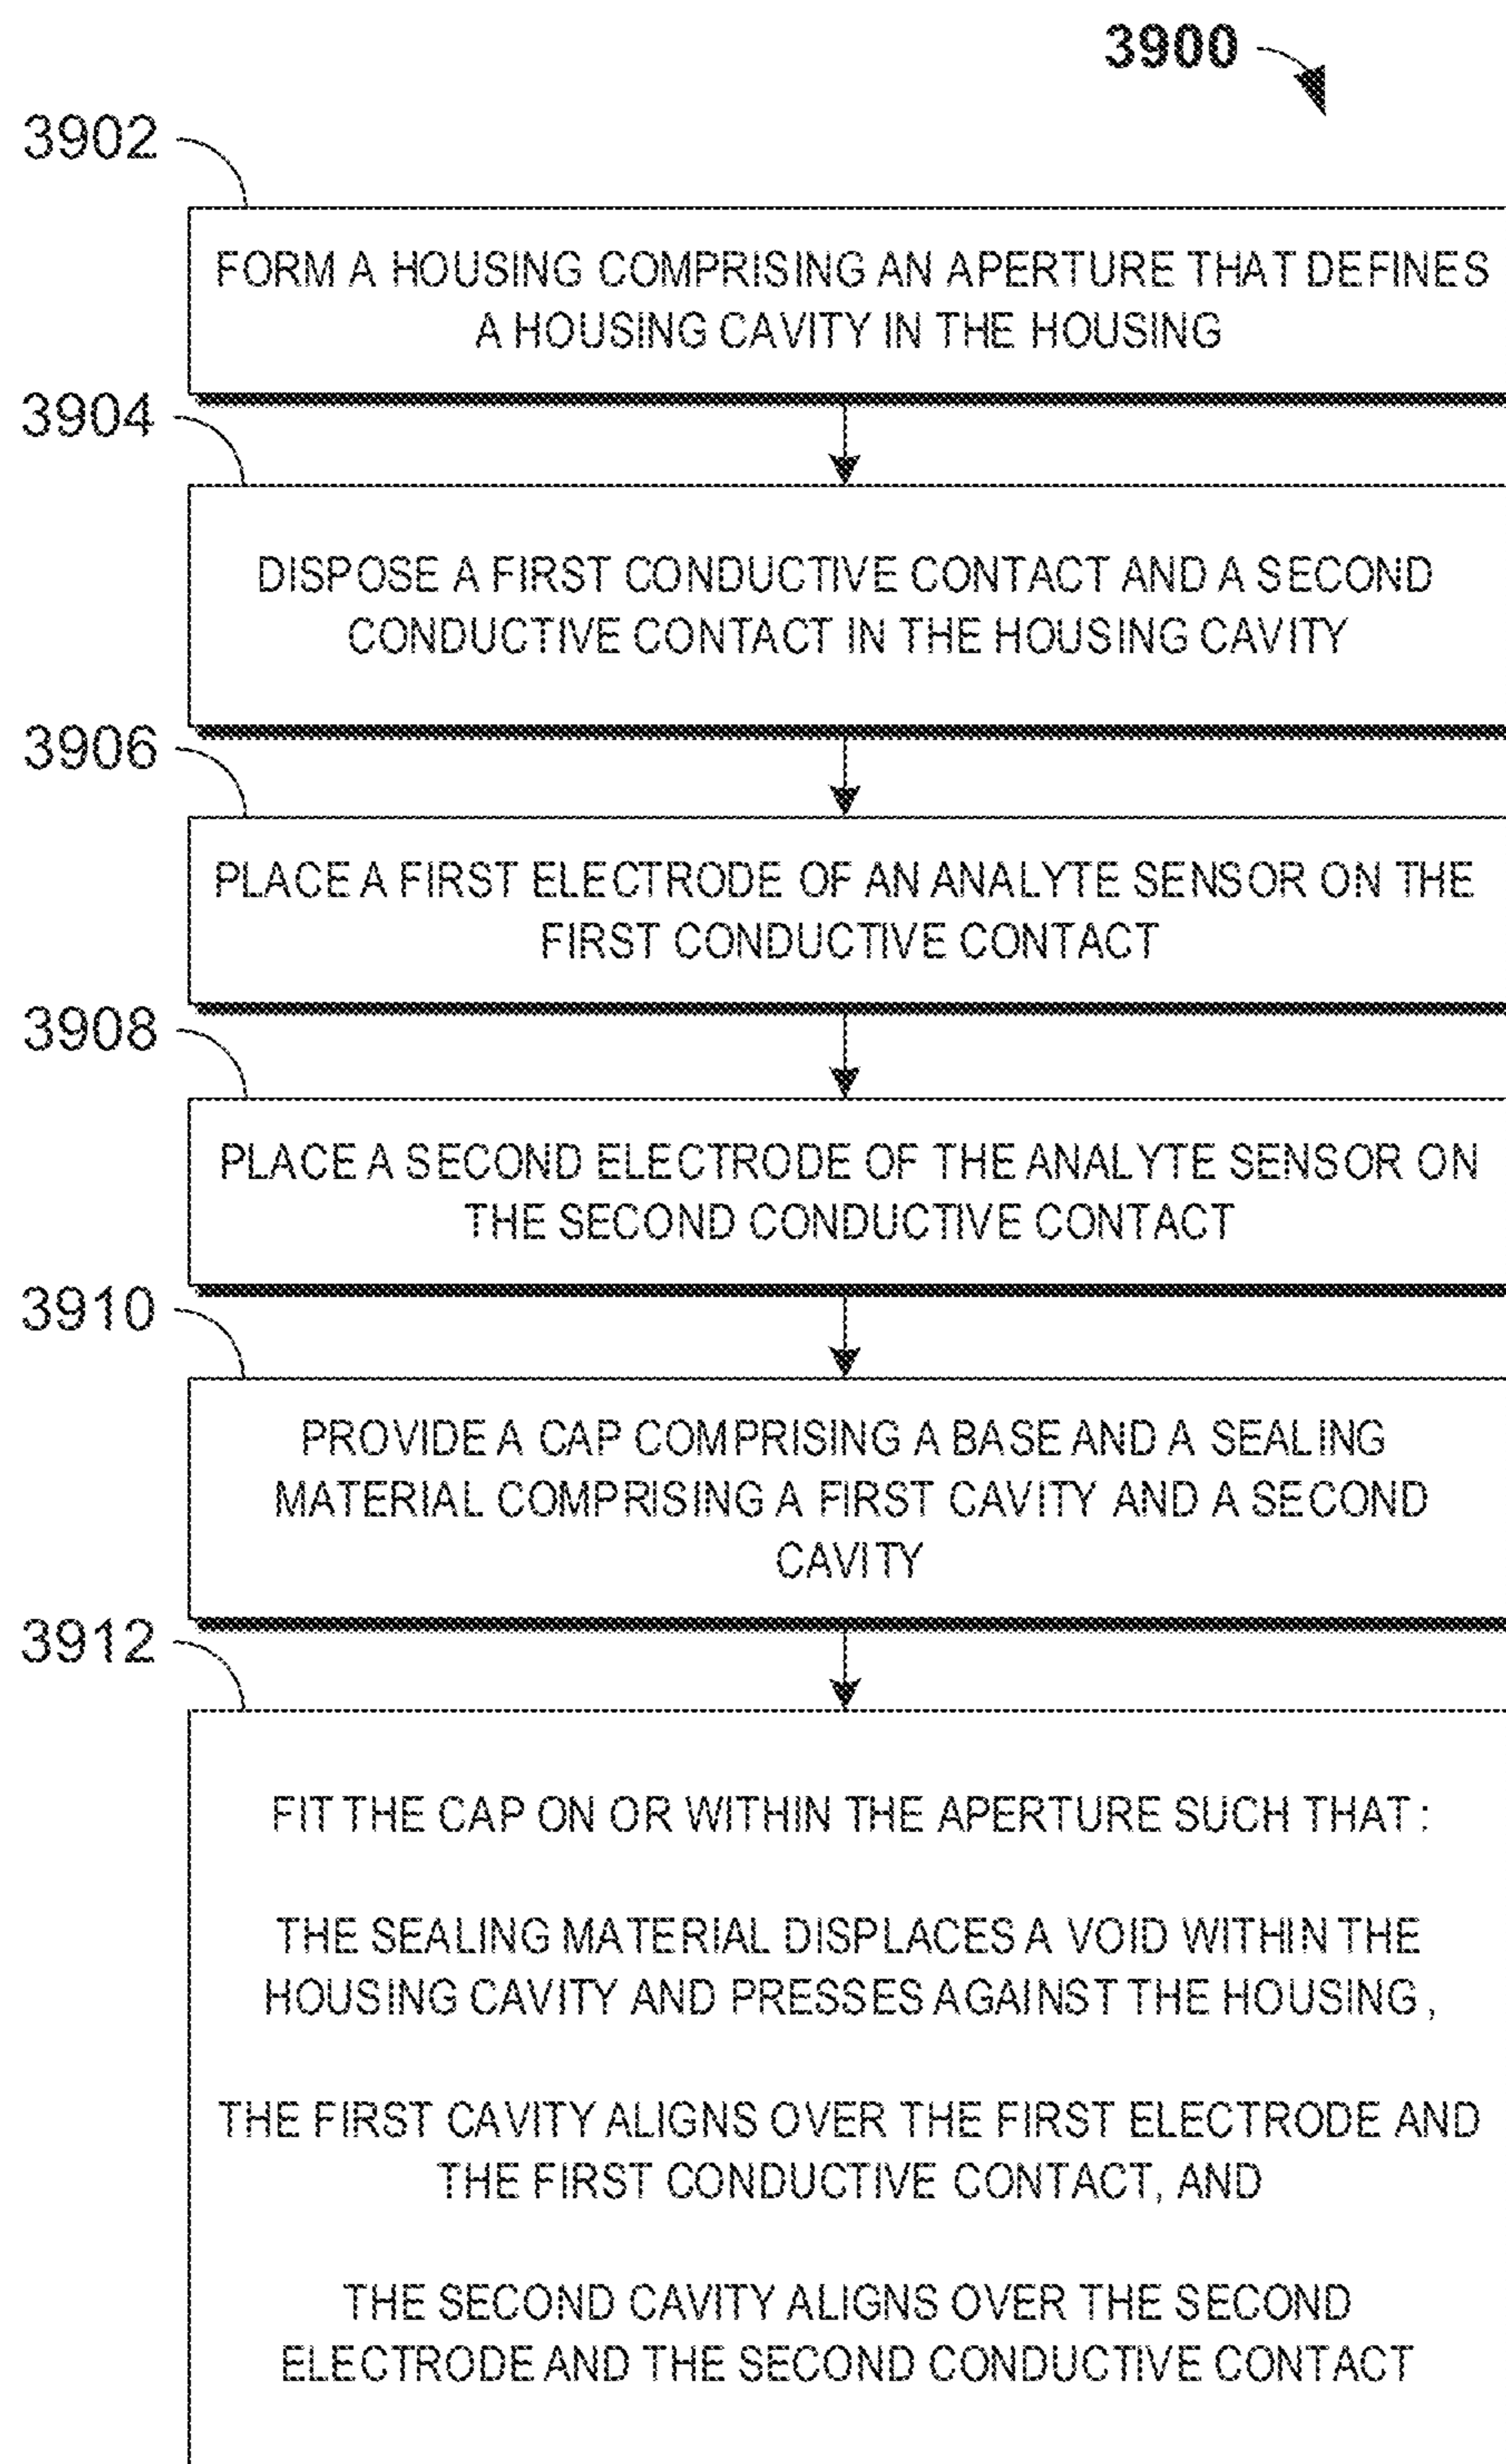 3900
3902
FORM A HOUSING COMPRISING AN APERTURE THAT DEFINES
A HOUSING CAVITY IN THE HOUSING
3904
DISPOSE A FIRST CONDUCTIVE CONTACT AND A SECOND
CONDUCTIVE CONTACT IN THE HOUSING CAVITY
3906
PLACE A FIRST ELECTRODE OF AN ANALYTE SENSOR ON THE
FIRST CONDUCTIVE CONTACT
3908
PLACE A SECOND ELECTRODE OF THE ANALYTE SENSOR ON
THE SECOND CONDUCTIVE CONTACT
3910
PROVIDE A CAP COMPRISING A BASE AND A SEALING
MATERIAL COMPRISING A FIRST CAVITY AND A SECOND
CAVITY
3912
FIT THE CAP ON OR WITHIN THE APERTURE SUCH THAT :
THE SEALING MATERIAL DISPLACES A VOID WITHIN THE
HOUSING CAVITY AND PRESSES AGAINST THE HOUSING ,
THE FIRST CAVITY ALIGNS OVER THE FIRST ELECTRODE AND
THE FIRST CONDUCTIVE CONTACT, AND
THE SECOND CAVITY ALIGNS OVER THE SECOND
ELECTRODE AND THE SECOND CONDUCTIVE CONTACT